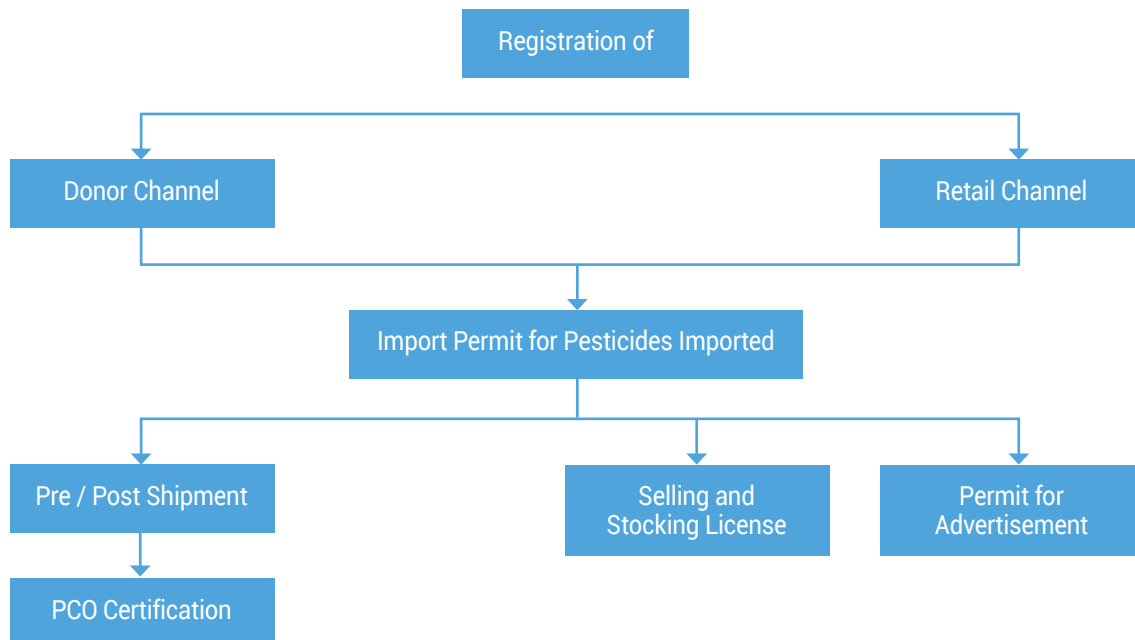 Registration of
Donor Channel
Retail Channel
Import Permit for Pesticides Imported
Pre / Post Shipment
Selling and
Stocking License
Permit for
Advertisement
PCO Certification